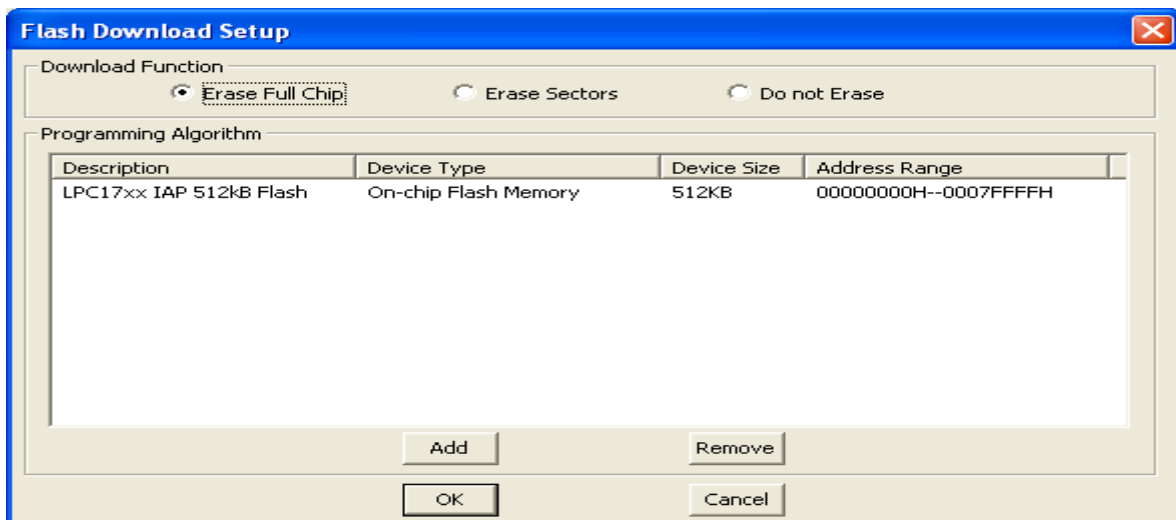 Flash Download Setup
Download Function
Erase Full Chip Erase Sectors Do not Erase
Programming Algorithm
Description Device Type Device Size Address Range
LPC17xx IAP 512kB Flash On-chip Flash Memory 512KB 00000000H--0007FFFFH
Add Remove
OK Cancel